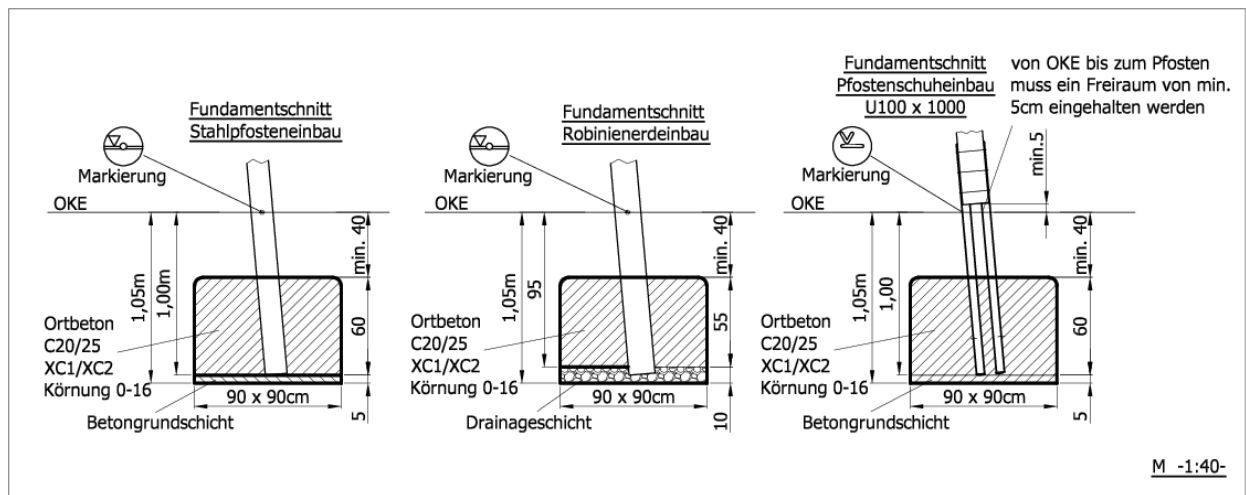 Fundamentschnitt
Stahlpfosteneinbau
Markierung
OKE
1,05m
1,00m
min. 40
60
5
Ortbeton
C20/25
XC1/XC2
Körnung 0-16
90 x 90cm
Betongrundschicht
Fundamentschnitt
Robinienerdeinbau
Markierung
OKE
1,05m
95
min. 40
55
10
Ortbeton
C20/25
XC1/XC2
Körnung 0-16
90 x 90cm
Drainageschicht
Fundamentschnitt
Pfostenschuheinbau
U100 x 1000
von OKE bis zum Pfosten
muss ein Freiraum von min.
5cm eingehalten werden
min.5
Markierung
OKE
1,05m
1,00
min. 40
60
5
Ortbeton
C20/25
XC1/XC2
Körnung 0-16
90 x 90cm
Betongrundschicht
M -1:40-